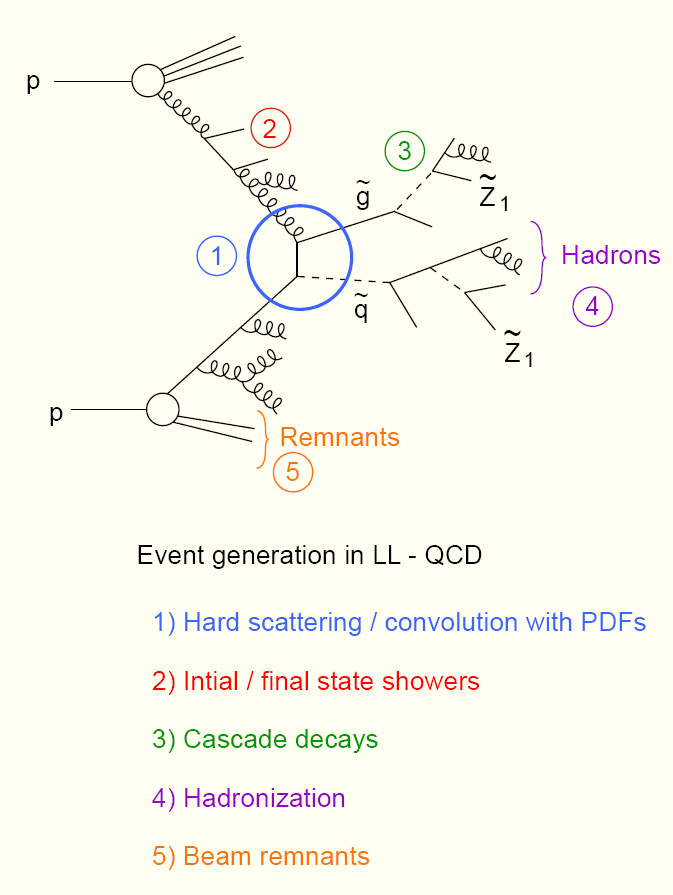 p
2
3
g̃
Z̃1
1
Hadrons
4
q̃
Z̃1
p
Remnants
5
Event generation in LL - QCD
1) Hard scattering / convolution with PDFs
2) Intial / final state showers
3) Cascade decays
4) Hadronization
5) Beam remnants